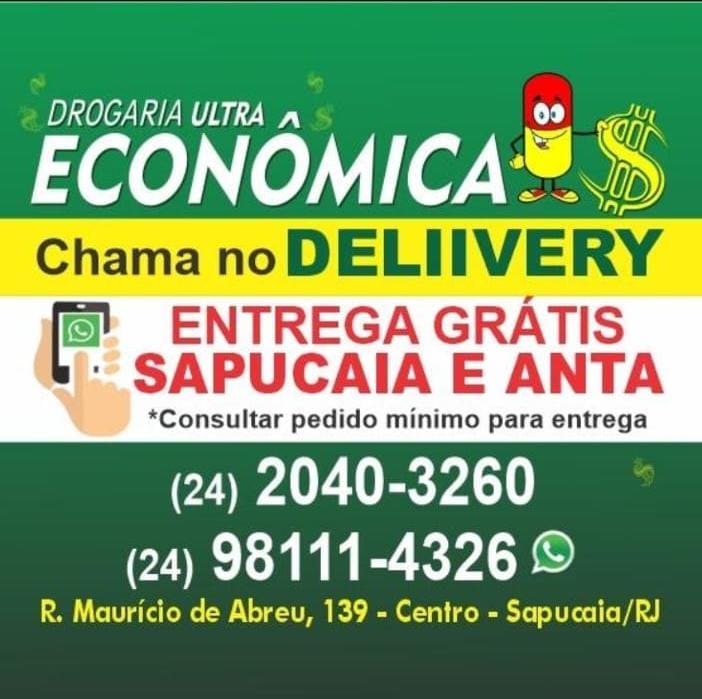 DROGARIA ULTRA
ECONÔMICA
Chama no DELIIVERY
ENTREGA GRÁTIS
SAPUCAIA E ANTA
*Consultar pedido mínimo para entrega
(24) 2040-3260
(24) 98111-4326
R. Maurício de Abreu, 139 - Centro - Sapucaia/RJ